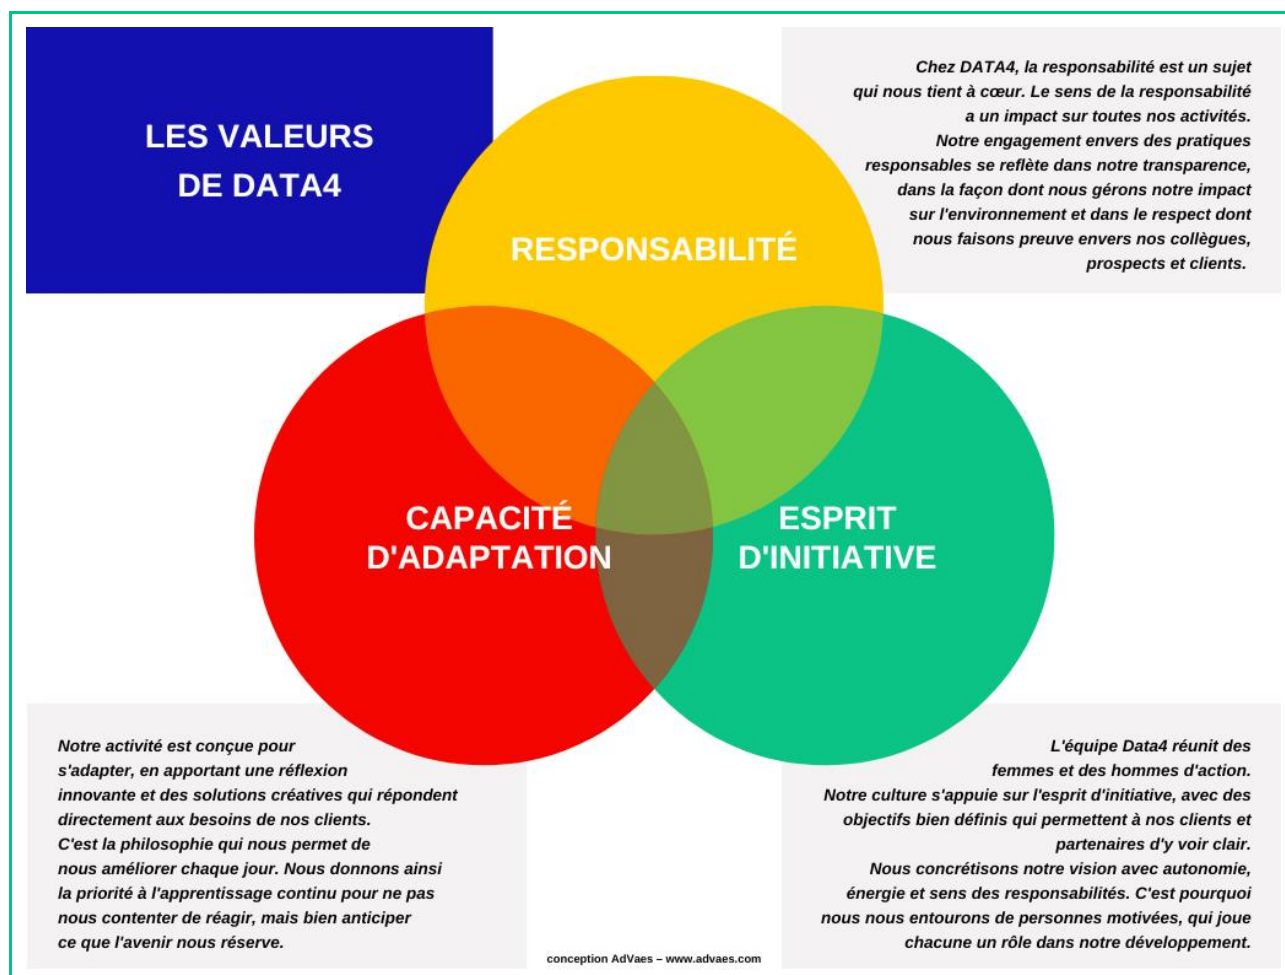 LES VALEURS
DE DATA4
Chez DATA4, la responsabilité est un sujet
qui nous tient à cœur. Le sens de la responsabilité
a un impact sur toutes nos activités.
Notre engagement envers des pratiques
responsables se reflète dans notre transparence,
dans la façon dont nous gérons notre impact
sur l'environnement et dans le respect dont
nous faisons preuve envers nos collègues,
prospects et clients.
RESPONSABILITÉ
CAPACITÉ
D'ADAPTATION
ESPRIT
D'INITIATIVE
Notre activité est conçue pour
s'adapter, en apportant une réflexion
innovante et des solutions créatives qui répondent
directement aux besoins de nos clients.
C'est la philosophie qui nous permet de
nous améliorer chaque jour. Nous donnons ainsi
la priorité à l'apprentissage continu pour ne pas
nous contenter de réagir, mais bien anticiper
ce que l'avenir nous réserve.
L'équipe Data4 réunit des
femmes et des hommes d'action.
Notre culture s'appuie sur l'esprit d'initiative, avec des
objectifs bien définis qui permettent à nos clients et
partenaires d'y voir clair.
Nous concrétisons notre vision avec autonomie,
énergie et sens des responsabilités. C'est pourquoi
nous nous entourons de personnes motivées, qui joue
chacune un rôle dans notre développement.
conception AdVaes – www.advaes.com